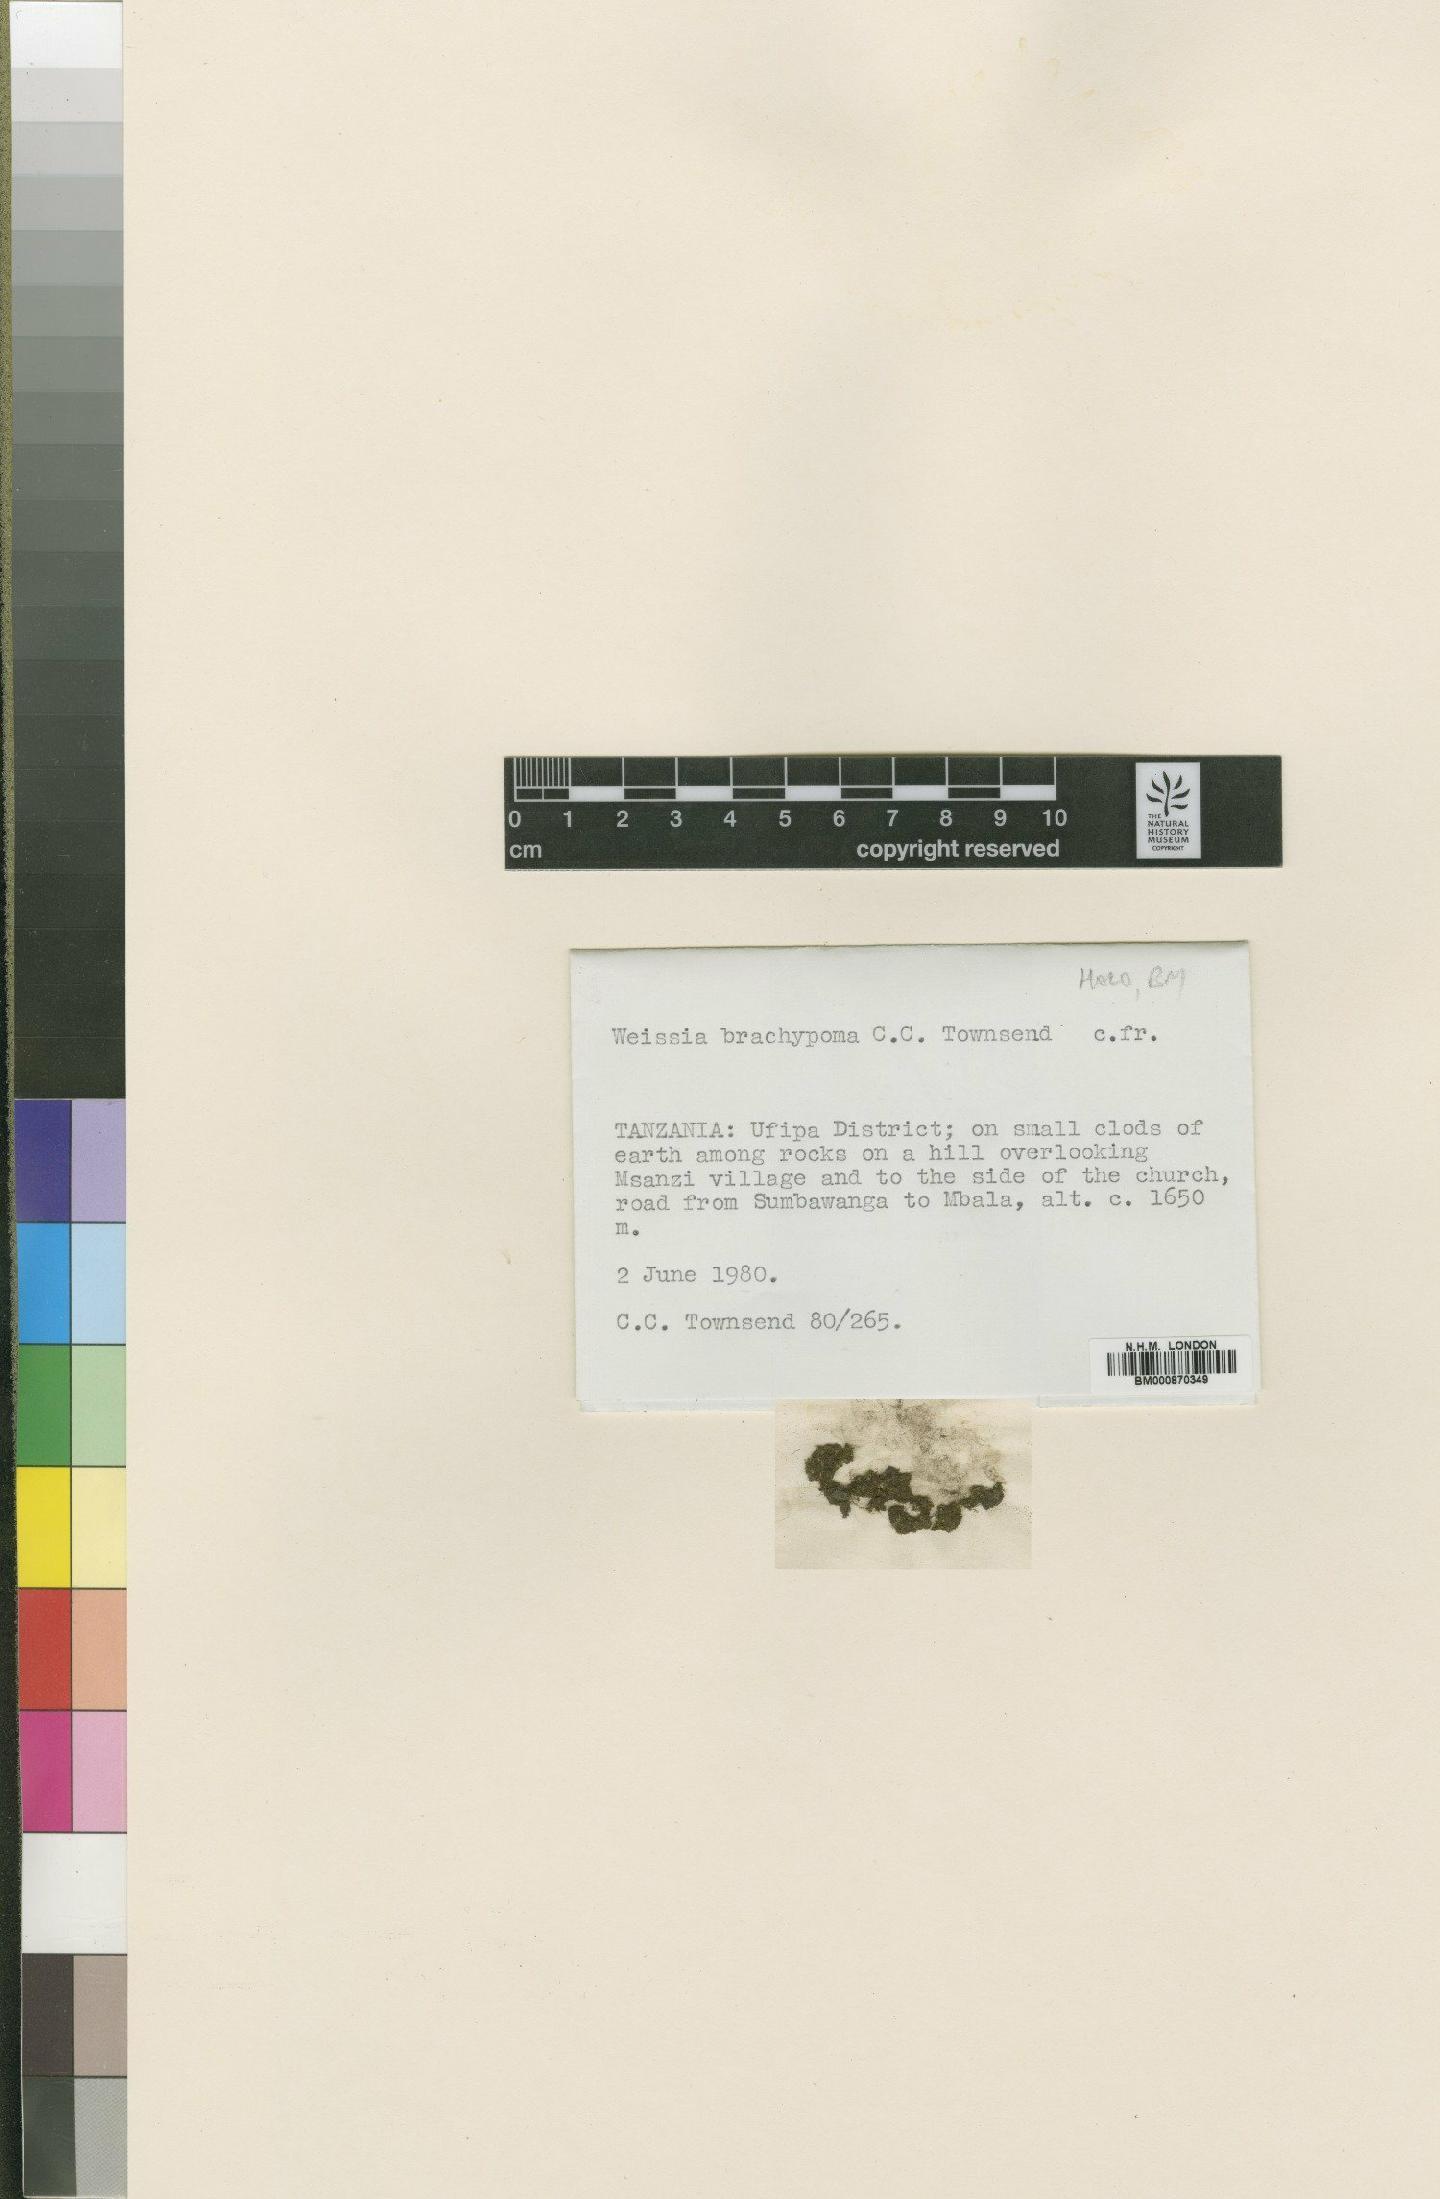 0 1 2 3 4 5 6 7 8 9 10
cm copyright reserved
THE
NATURAL
HISTORY
MUSEUM
COPYRIGHT
Holo, BM
Weissia brachypoma C.C. Townsend c.fr.
TANZANIA: Ufipa District; on small clods of
earth among rocks on a hill overlooking
Msanzi village and to the side of the church,
road from Sumbawanga to Mbala, alt. c. 1650
m.
2 June 1980.
C.C. Townsend 80/265.
N.H.M. LONDON
BM000870349